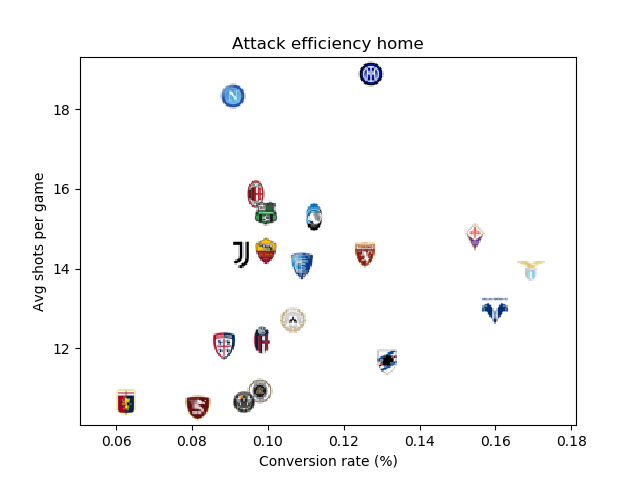 Attack efficiency home
Avg shots per game
18
16
14
12
0.06 0.08 0.10 0.12 0.14 0.16 0.18
Conversion rate (%)